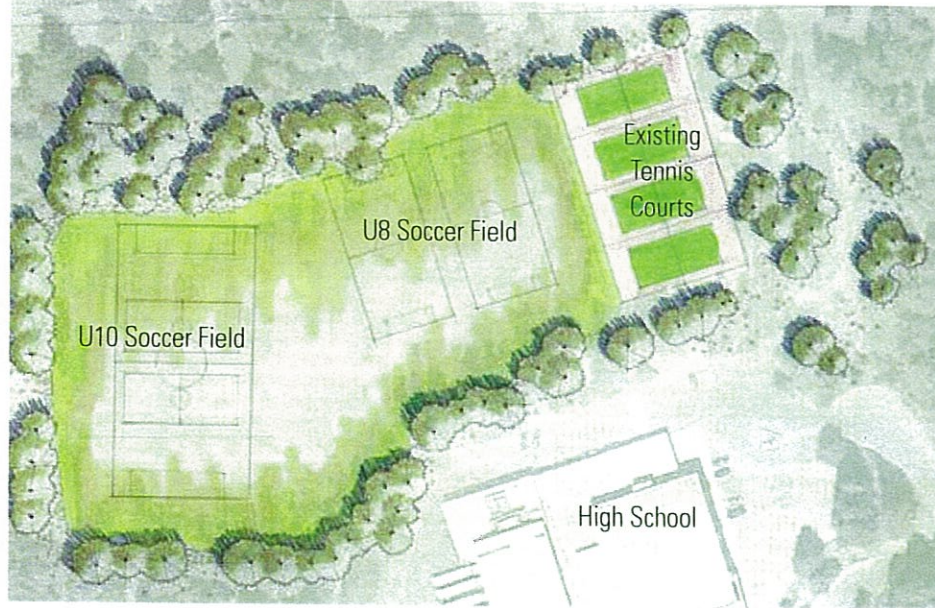 Existing
Tennis
Courts
U8 Soccer Field
U10 Soccer Field
High School